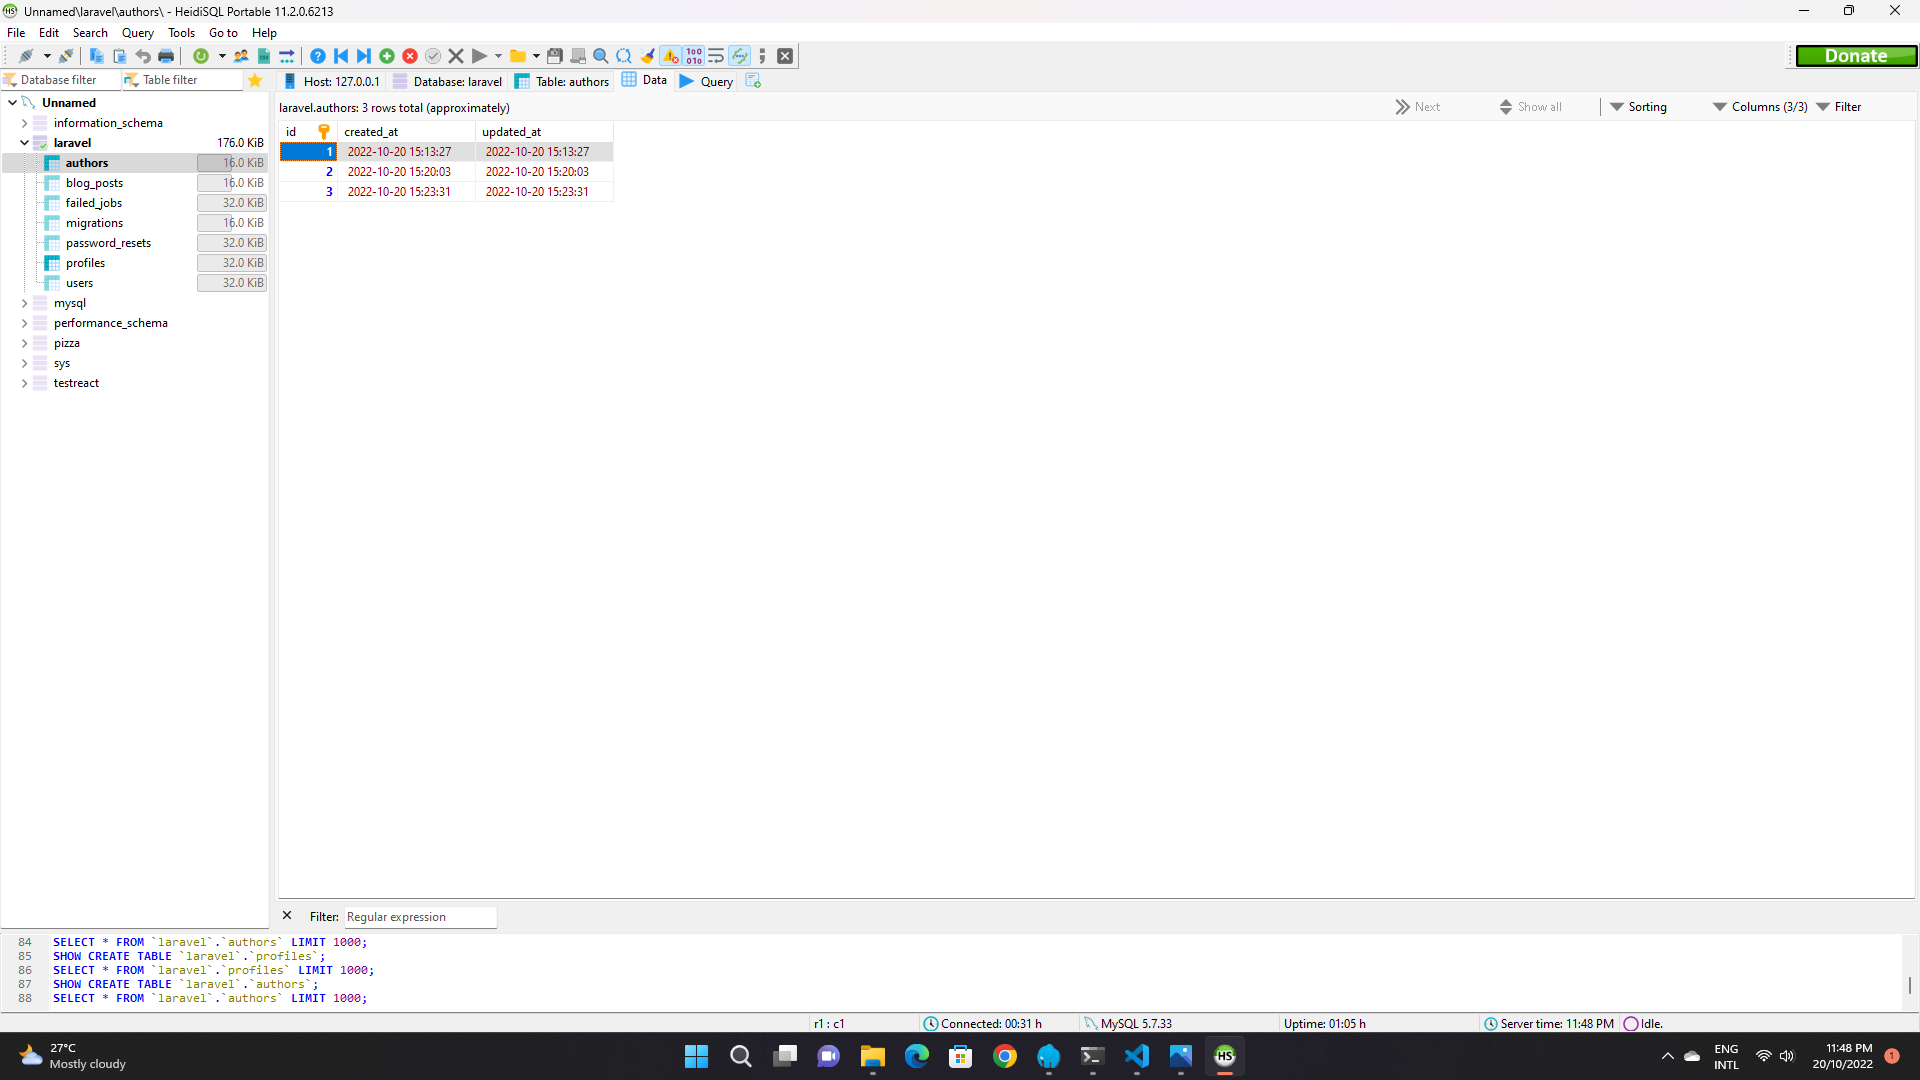 Unnamed\laravel\authors\ - HeidiSQL Portable 11.2.0.6213
File Edit Search Query Tools Go to Help
Donate
Database filter Table filter
Host: 127.0.0.1 Database: laravel Table: authors Data Query
Unnamed
information_schema
laravel 176.0 KiB
authors 16.0 KiB
blog_posts 16.0 KiB
failed_jobs 32.0 KiB
migrations 16.0 KiB
password_resets 32.0 KiB
profiles 32.0 KiB
users 32.0 KiB
mysql
performance_schema
pizza
sys
testreact
laravel.authors: 3 rows total (approximately) Next Show all Sorting Columns (3/3) Filter
id created_at updated_at
1 2022-10-20 15:13:27 2022-10-20 15:13:27
2 2022-10-20 15:20:03 2022-10-20 15:20:03
3 2022-10-20 15:23:31 2022-10-20 15:23:31
Filter: Regular expression
84 SELECT * FROM `laravel`.`authors` LIMIT 1000;
85 SHOW CREATE TABLE `laravel`.`profiles`;
86 SELECT * FROM `laravel`.`profiles` LIMIT 1000;
87 SHOW CREATE TABLE `laravel`.`authors`;
88 SELECT * FROM `laravel`.`authors` LIMIT 1000;
r1 : c1 Connected: 00:31 h MySQL 5.7.33 Uptime: 01:05 h Server time: 11:48 PM Idle.
27°C
Mostly cloudy
HS
ENG
INTL
11:48 PM
20/10/2022
1